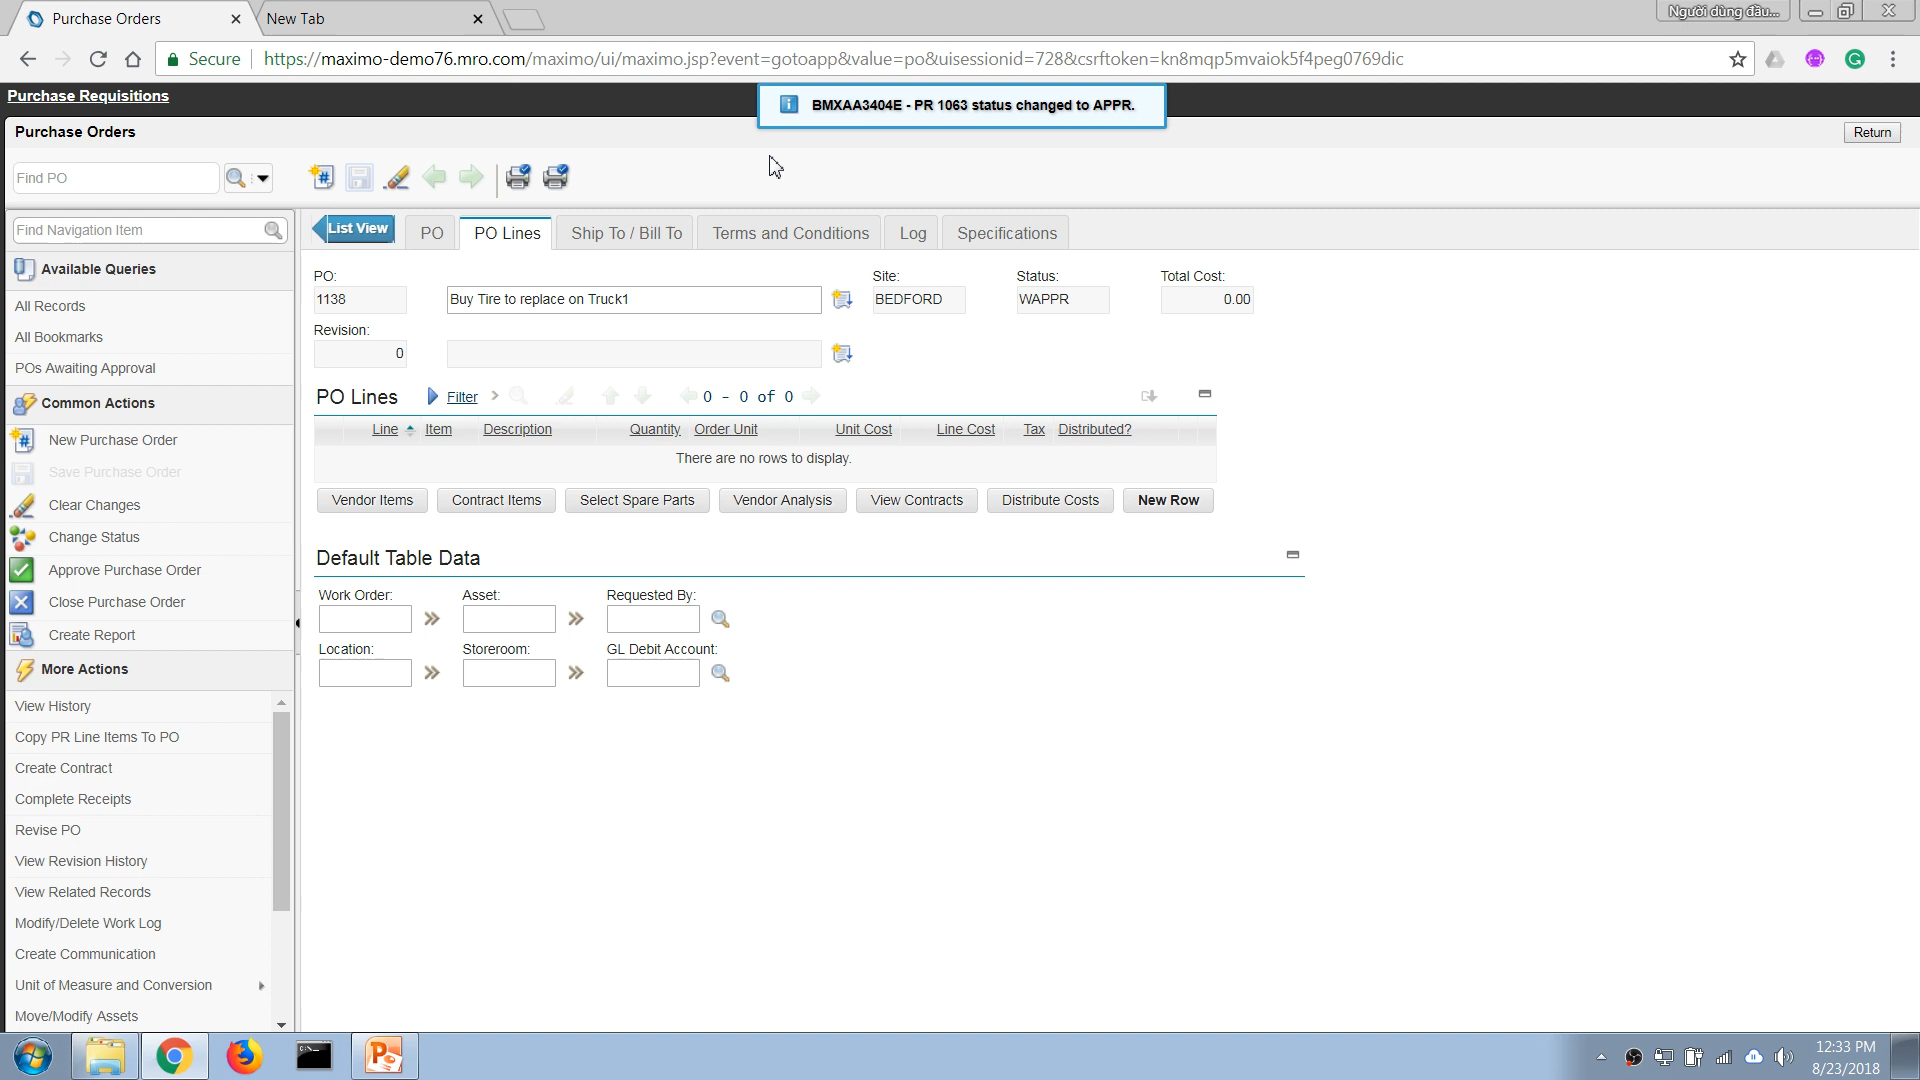 Purchase Orders
New Tab
Người dùng đầu...
Secure
https://maximo-demo76.mro.com/maximo/ui/maximo.jsp?event=gotoapp&value=po&uisessionid=728&csrftoken=kn8mqp5mvaiok5f4peg0769dic
Purchase Requisitions
BMXAA3404E - PR 1063 status changed to APPR.
Purchase Orders
Return
Find PO
Find Navigation Item
Available Queries
All Records
All Bookmarks
POs Awaiting Approval
Common Actions
New Purchase Order
Save Purchase Order
Clear Changes
Change Status
Approve Purchase Order
Close Purchase Order
Create Report
More Actions
View History
Copy PR Line Items To PO
Create Contract
Complete Receipts
Revise PO
View Revision History
View Related Records
Modify/Delete Work Log
Create Communication
Unit of Measure and Conversion
Move/Modify Assets
List View
PO
PO Lines
Ship To / Bill To
Terms and Conditions
Log
Specifications
PO:
Site:
Status:
Total Cost:
1138
Buy Tire to replace on Truck1
BEDFORD
WAPPR
0.00
Revision:
0
PO Lines
Filter
0 - 0 of 0
Line Item Description Quantity Order Unit Unit Cost Line Cost Tax Distributed?
There are no rows to display.
Vendor Items
Contract Items
Select Spare Parts
Vendor Analysis
View Contracts
Distribute Costs
New Row
Default Table Data
Work Order:
Asset:
Requested By:
Location:
Storeroom:
GL Debit Account:
12:33 PM
8/23/2018